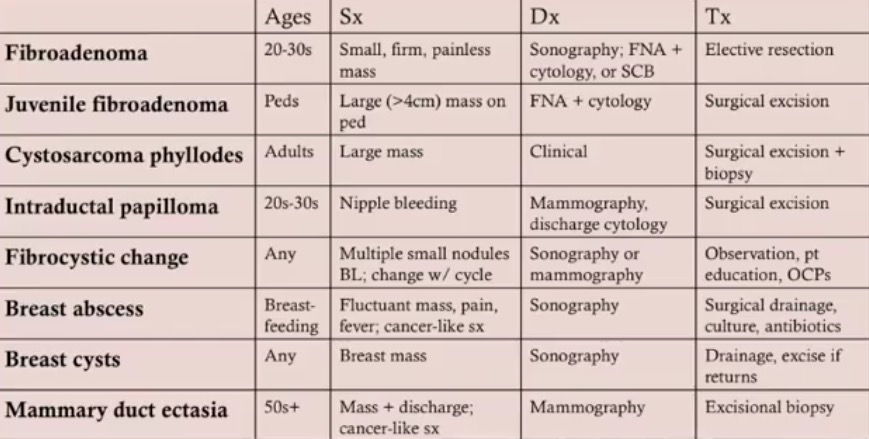 Ages Sx Dx Tx
Fibroadenoma 20-30s Small, firm, painless Sonography; FNA + Elective resection
mass cytology, or SCB
Juvenile fibroadenoma Peds Large (>4cm) mass on FNA + cytology Surgical excision
ped
Cystosarcoma phyllodes Adults Large mass Clinical Surgical excision +
biopsy
Intraductal papilloma 20s-30s Nipple bleeding Mammography, Surgical excision
discharge cytology
Fibrocystic change Any Multiple small nodules Sonography or Observation, pt
BL; change w/ cycle mammography education, OCPs
Breast abscess Breast- Fluctuant mass, pain, Sonography Surgical drainage,
feeding fever; cancer-like sx culture, antibiotics
Breast cysts Any Breast mass Sonography Drainage, excise if
returns
Mammary duct ectasia 50s+ Mass + discharge; Mammography Excisional biopsy
cancer-like sx